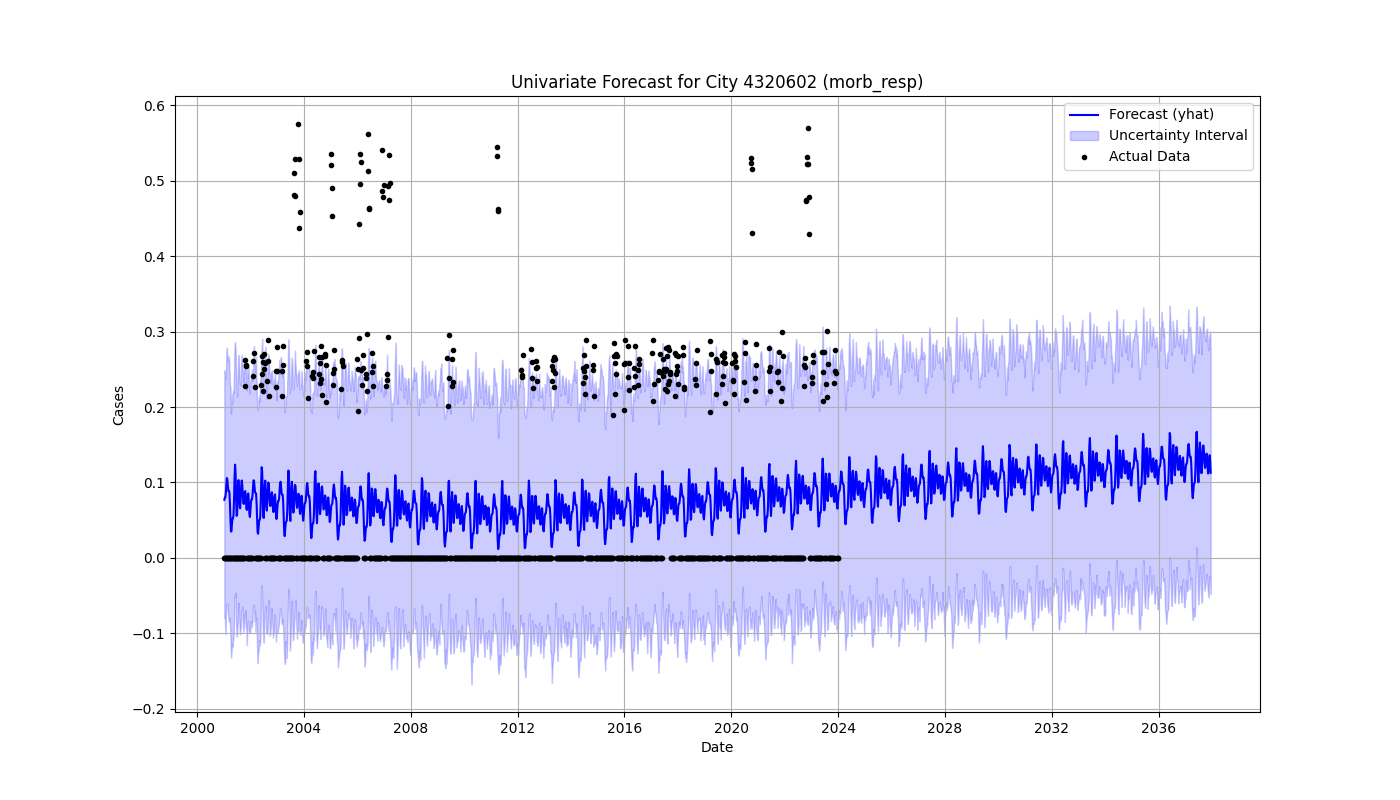 Univariate Forecast for City 4320602 (morb_resp)
Forecast (yhat)
Uncertainty Interval
Actual Data
Cases
0.6
0.5
0.4
0.3
0.2
0.1
0.0
−0.1
−0.2
2000 2004 2008 2012 2016 2020 2024 2028 2032 2036
Date